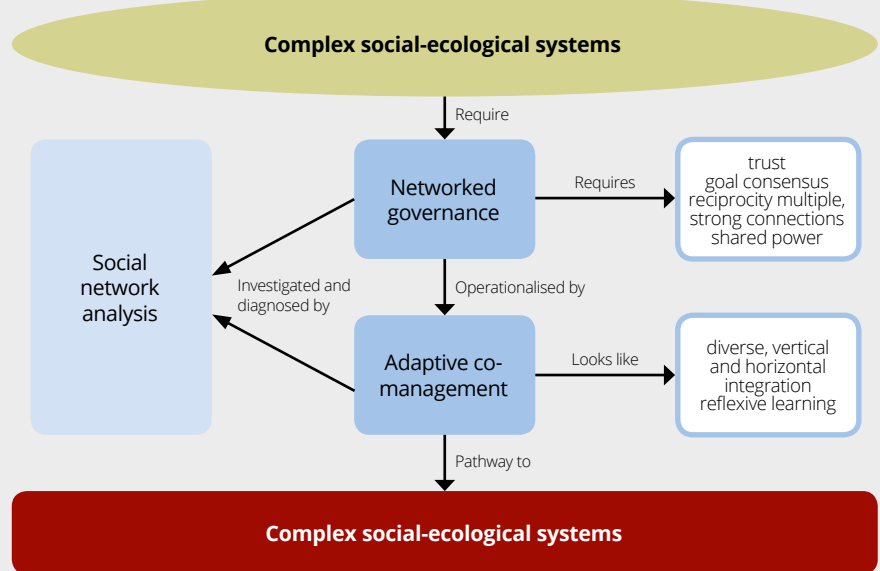 Complex social-ecological systems
Require
Networked
governance
Requires
trust
goal consensus
reciprocity multiple,
strong connections
shared power
Social
network
analysis
Investigated and
diagnosed by
Operationalised by
Adaptive co-
management
Looks like
diverse, vertical
and horizontal
integration
reflexive learning
Pathway to
Complex social-ecological systems